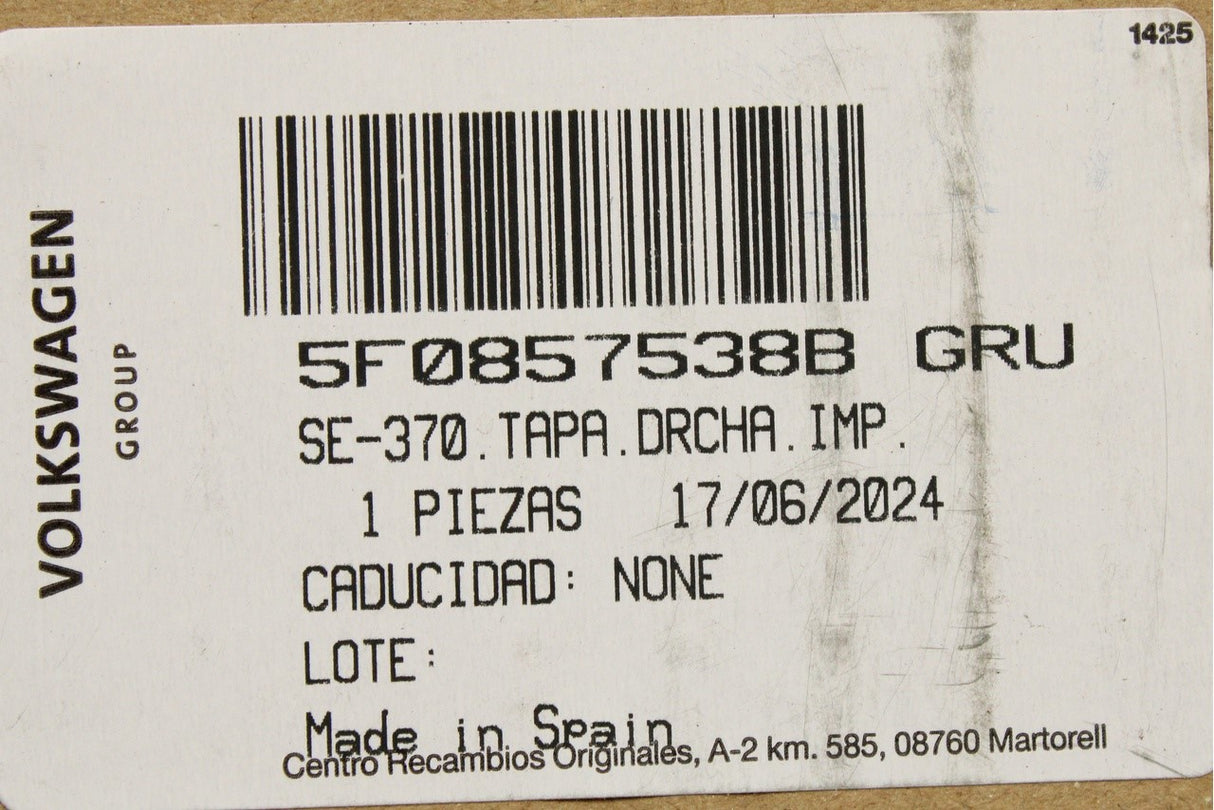 1425
VOLKSWAGEN
GROUP
5F0857538B GRU
SE-370.TAPA.DRCHA.IMP.
1 PIEZAS 17/06/2024
CADUCIDAD: NONE
LOTE:
Made in Spain
Centro Recambios Originales, A-2 km. 585, 08760 Martorell